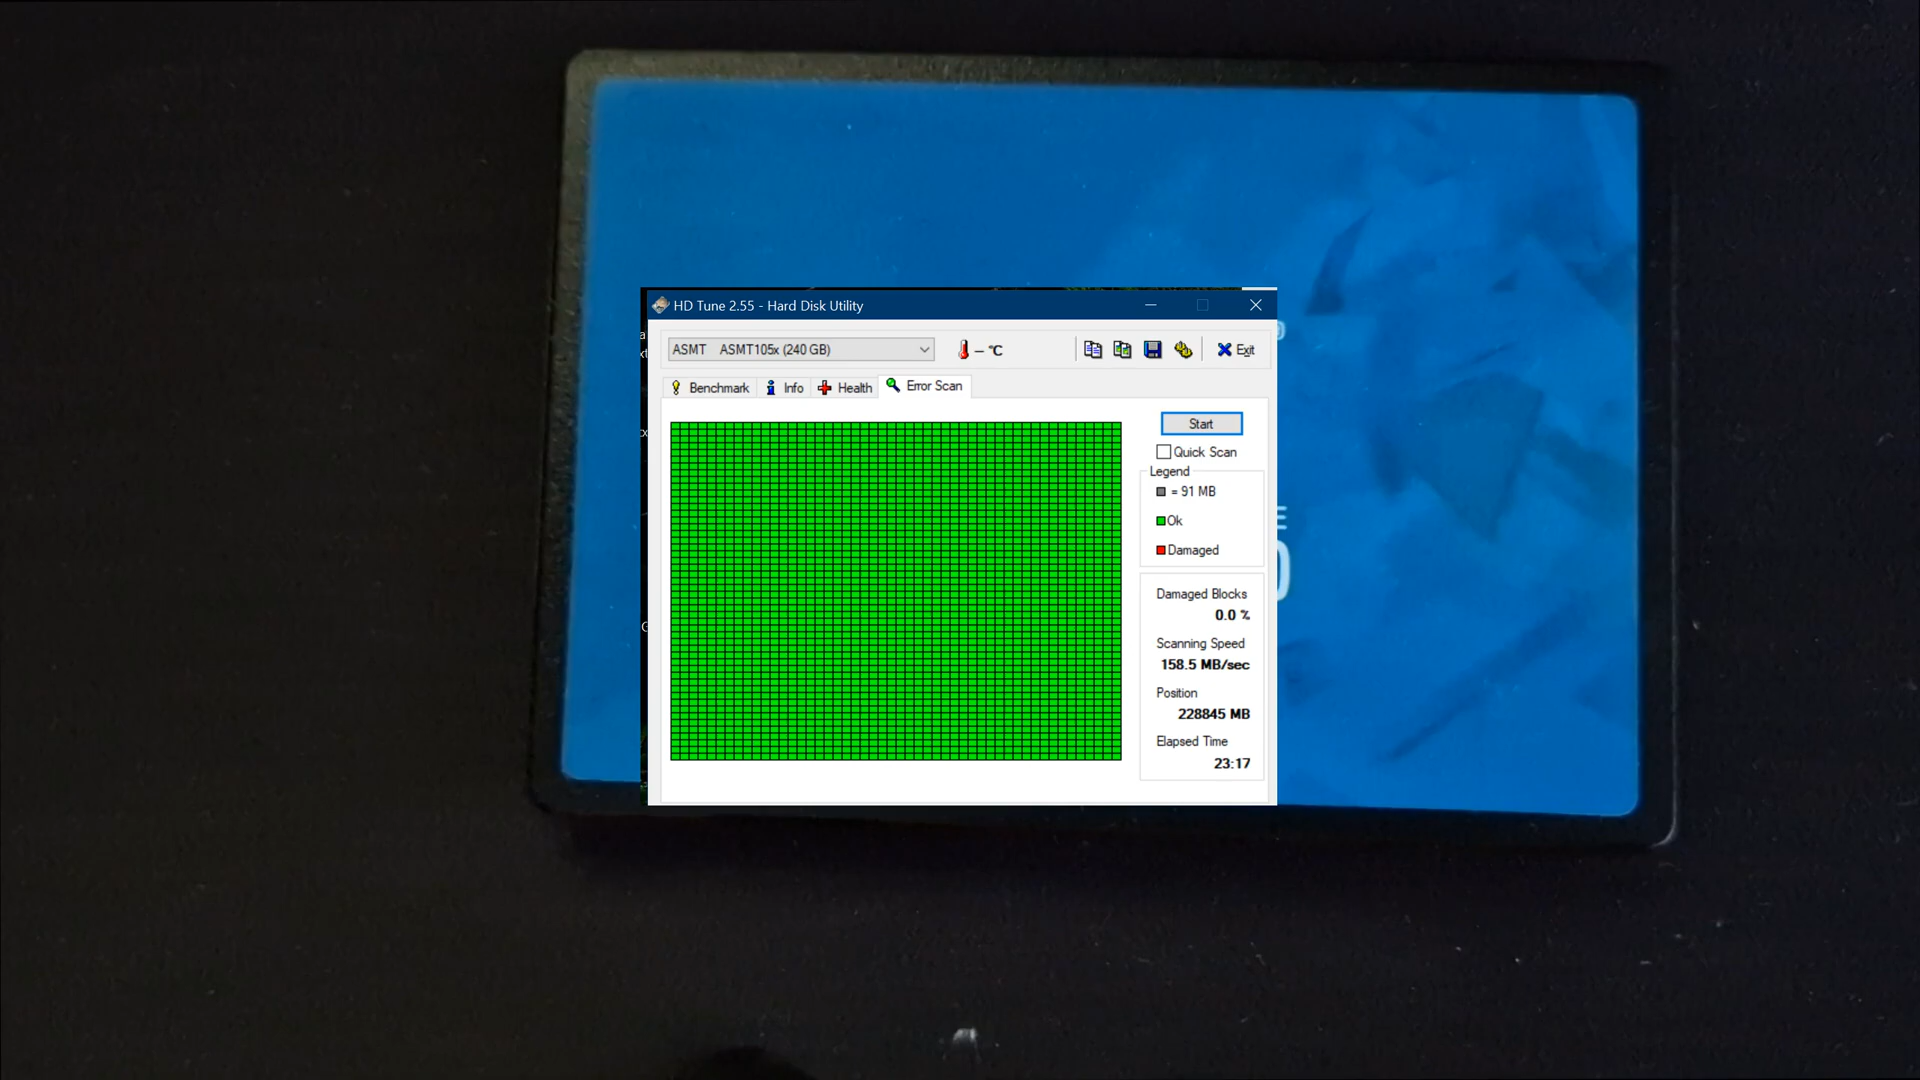 HD Tune 2.55 - Hard Disk Utility
ASMT ASMT105x (240 GB)
– °C
Exit
Benchmark
Info
Health
Error Scan
Start
Quick Scan
Legend
= 91 MB
Ok
Damaged
Damaged Blocks
0.0 %
Scanning Speed
158.5 MB/sec
Position
228845 MB
Elapsed Time
23:17